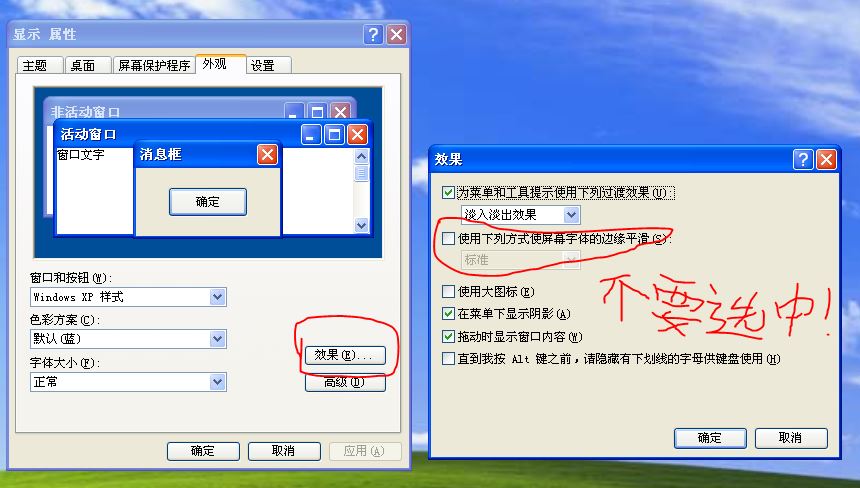 显示 属性
主题
桌面
屏幕保护程序
外观
设置
非活动窗口
活动窗口
窗口文字
消息框
确定
窗口和按钮(W):
Windows XP 样式
色彩方案(C):
默认(蓝)
字体大小(F):
正常
效果(E)...
高级(D)
确定
取消
应用(A)
效果
为菜单和工具提示使用下列过渡效果(U):
淡入淡出效果
使用下列方式使屏幕字体的边缘平滑(S):
标准
使用大图标(E)
在菜单下显示阴影(A)
拖动时显示窗口内容(W)
直到我按 Alt 键之前，请隐藏有下划线的字母供键盘使用(H)
不要选中!
确定
取消